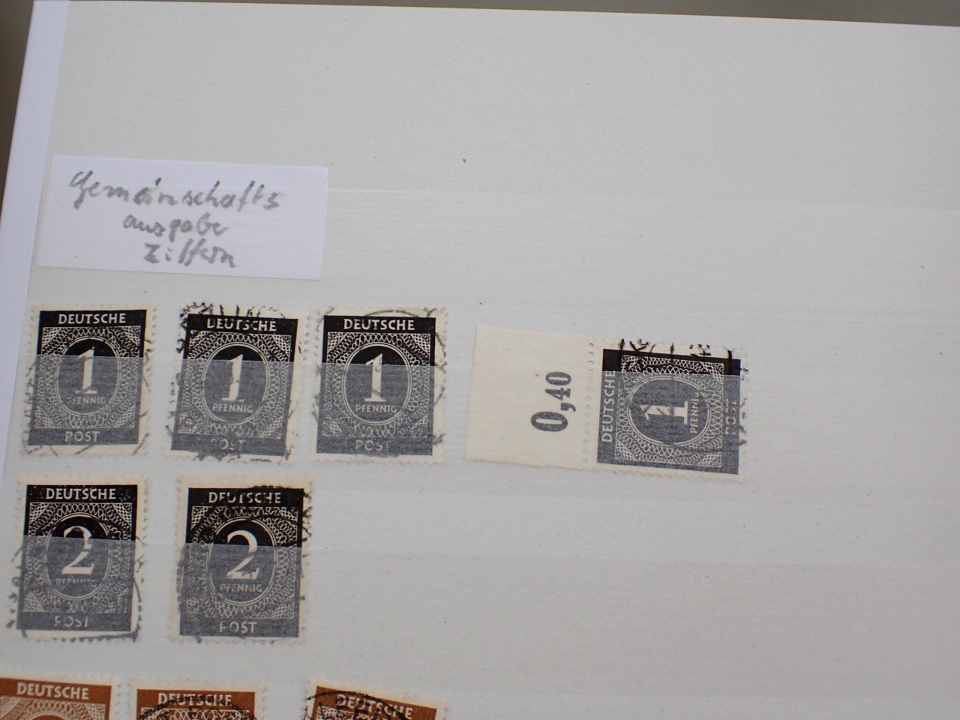 Gemeinschafts
ausgabe
Ziffern
DEUTSCHE
1
PFENNIG
POST
DEUTSCHE
1
PFENNIG
POST
DEUTSCHE
1
PFENNIG
POST
0,40
DEUTSCHE
1
PFENNIG
DEUTSCHE
2
PFENNIG
POST
DEUTSCHE
2
PFENNIG
POST
DEUTSCHE
DEUTSCHE
DEUTSCHE